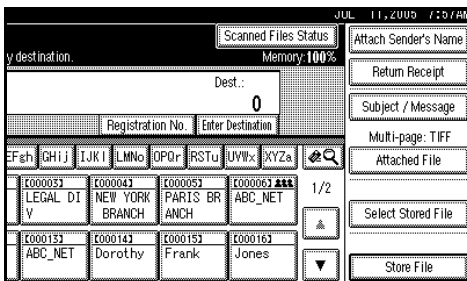 JUL 11,2005 7:57AM
Scanned Files Status
Attach Sender's Name
y destination.
Memory:100%
Return Receipt
Dest.:
0
Subject / Message
Registration No.
Enter Destination
Multi-page: TIFF
EFgh GHij IJKl LMNo OPQr RSTu UVWx XYZa
Attached File
[00003] [00004] [00005] [00006]
LEGAL DI NEW YORK PARIS BR ABC_NET
V BRANCH ANCH
1/2
Select Stored File
[00013] [00014] [00015] [00016]
ABC_NET Dorothy Frank Jones
▲
▼
Store File